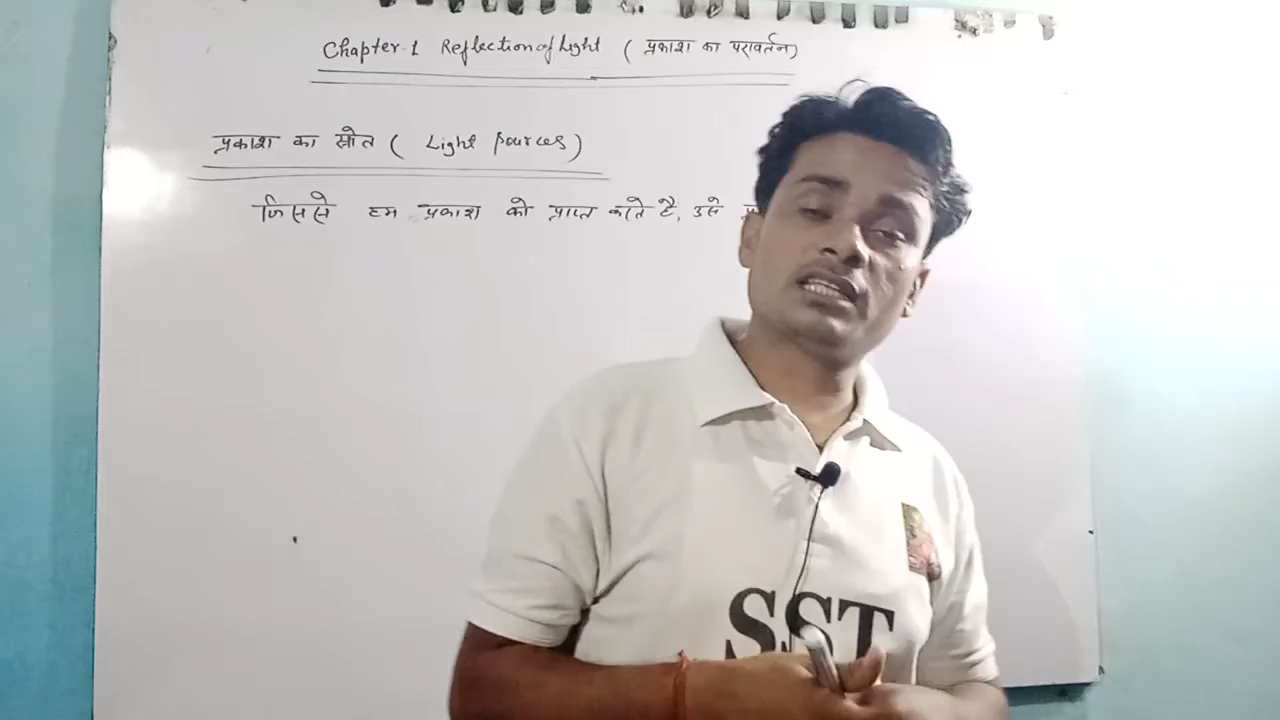 Chapter-1 Reflection of Light ( प्रकाश का परावर्तन)
प्रकाश का स्रोत ( Light Sources)
जिससे हम प्रकाश को प्राप्त करते है, उसे
SST